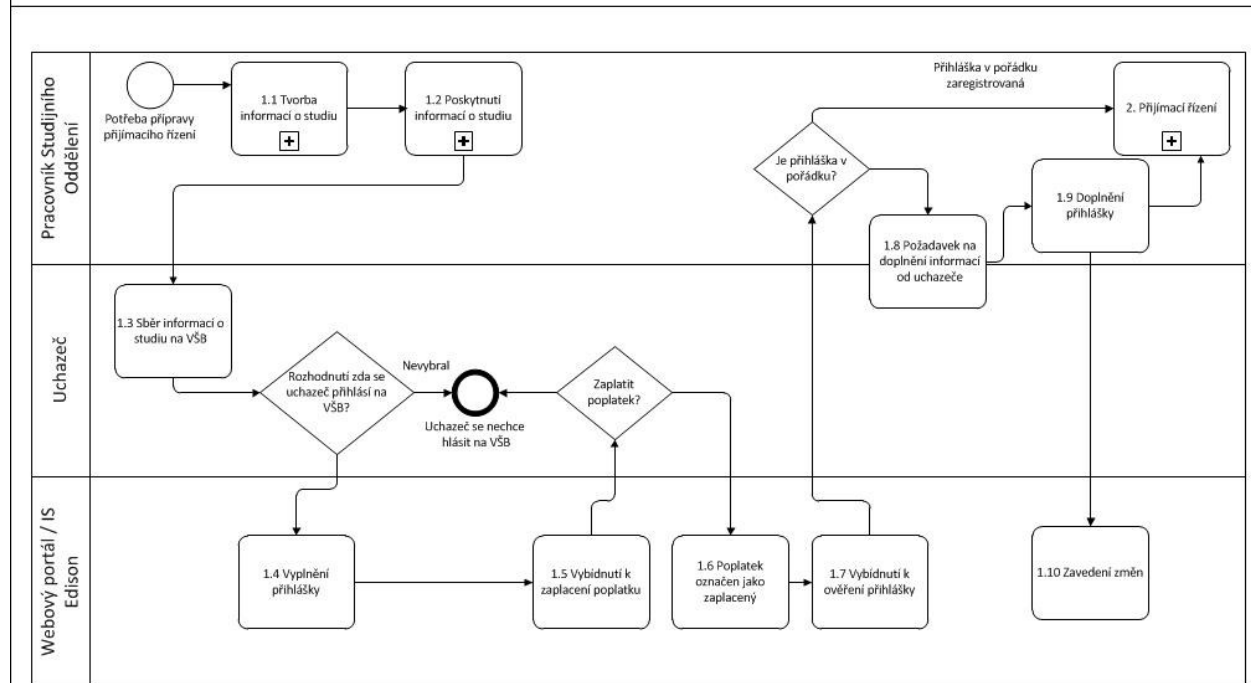 Pracovník Studijního
Oddělení
Potřeba přípravy
přijímacího řízení
1.1 Tvorba
informací o studiu
1.2 Poskytnutí
informací o studiu
Je přihláška v
pořádku?
Přihláška v pořádku
zaregistrovaná
2. Přijímací řízení
1.8 Požadavek na
doplnění informací
od uchazeče
1.9 Doplnění
přihlášky
Uchazeč
1.3 Sběr informací o
studiu na VŠB
Rozhodnutí zda se
uchazeč přihlásí na
VŠB?
Nevybral
Uchazeč se nechce
hlásit na VŠB
Zaplatit
poplatek?
Webový portál / IS
Edison
1.4 Vyplnění
přihlášky
1.5 Vybídnutí k
zaplacení poplatku
1.6 Poplatek
označen jako
zaplacený
1.7 Vybídnutí k
ověření přihlášky
1.10 Zavedení změn